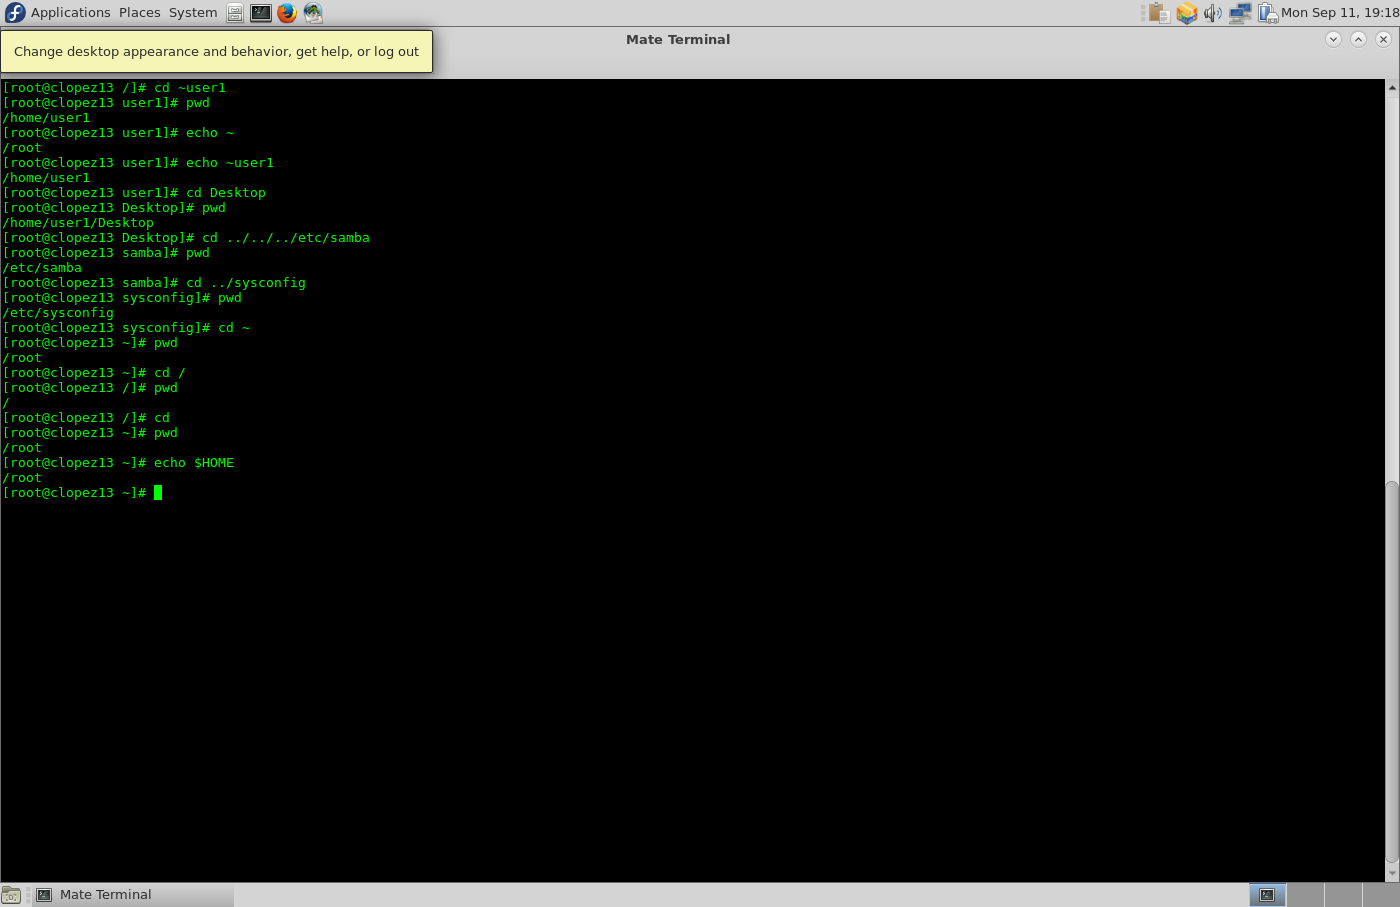 Applications Places System
Mon Sep 11, 19:18
Mate Terminal
Change desktop appearance and behavior, get help, or log out
[root@clopez13 /]# cd ~user1
[root@clopez13 user1]# pwd
/home/user1
[root@clopez13 user1]# echo ~
/root
[root@clopez13 user1]# echo ~user1
/home/user1
[root@clopez13 user1]# cd Desktop
[root@clopez13 Desktop]# pwd
/home/user1/Desktop
[root@clopez13 Desktop]# cd ../../../etc/samba
[root@clopez13 samba]# pwd
/etc/samba
[root@clopez13 samba]# cd ../sysconfig
[root@clopez13 sysconfig]# pwd
/etc/sysconfig
[root@clopez13 sysconfig]# cd ~
[root@clopez13 ~]# pwd
/root
[root@clopez13 ~]# cd /
[root@clopez13 /]# pwd
/
[root@clopez13 /]# cd
[root@clopez13 ~]# pwd
/root
[root@clopez13 ~]# echo $HOME
/root
[root@clopez13 ~]#
Mate Terminal